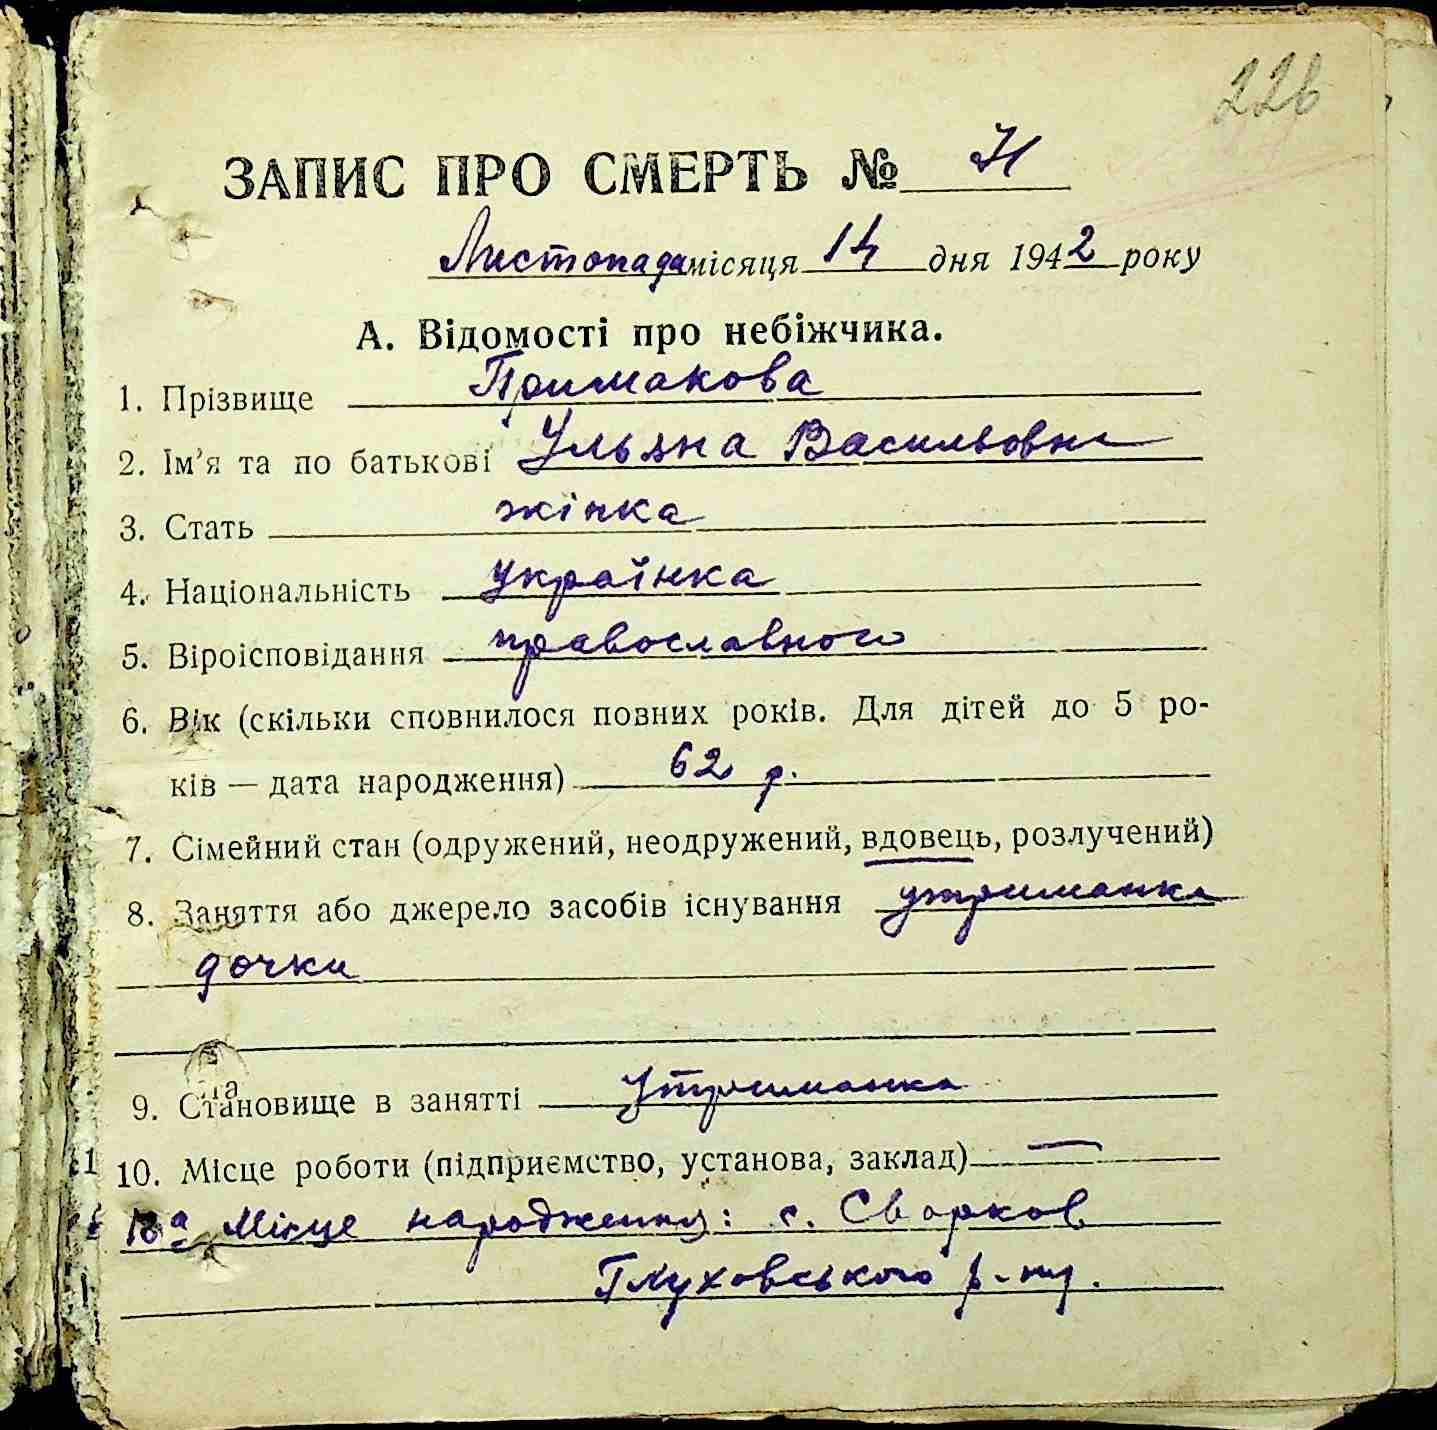 226
ЗАПИС ПРО СМЕРТЬ №
Листопада місяця 14 дня 1942 року
А. Відомості про небіжчика.
1. Прізвище Примакова
2. Ім'я та по батькові Ульяна Васильовна
3. Стать жінка
4. Національність українка
5. Віроісповідання православного
6. Вік (скільки сповнилося повних років. Для дітей до 5 ро-
ків — дата народження) 62 р.
7. Сімейний стан (одружений, неодружений, вдовець, розлучений)
8. Заняття або джерело засобів існування утриманка
дочки
9. Становище в занятті Утриманка
10. Місце роботи (підприємство, установа, заклад) —
10а Місце народження: с. Сварков
Глуховського р-ну.